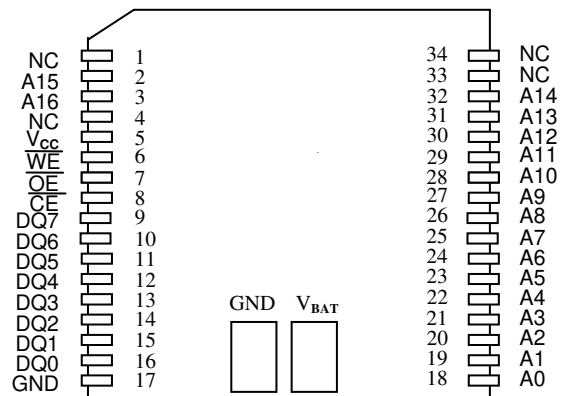 NC 1 34 NC
A15 2 33 NC
A16 3 32 A14
NC 4 31 A13
Vcc 5 30 A12
WE 6 29 A11
OE 7 28 A10
CE 8 27 A9
DQ7 9 26 A8
DQ6 10 25 A7
DQ5 11 24 A6
DQ4 12 23 A5
DQ3 13 22 A4
DQ2 14 21 A3
DQ1 15 20 A2
DQ0 16 19 A1
GND 17 18 A0
GND VBAT